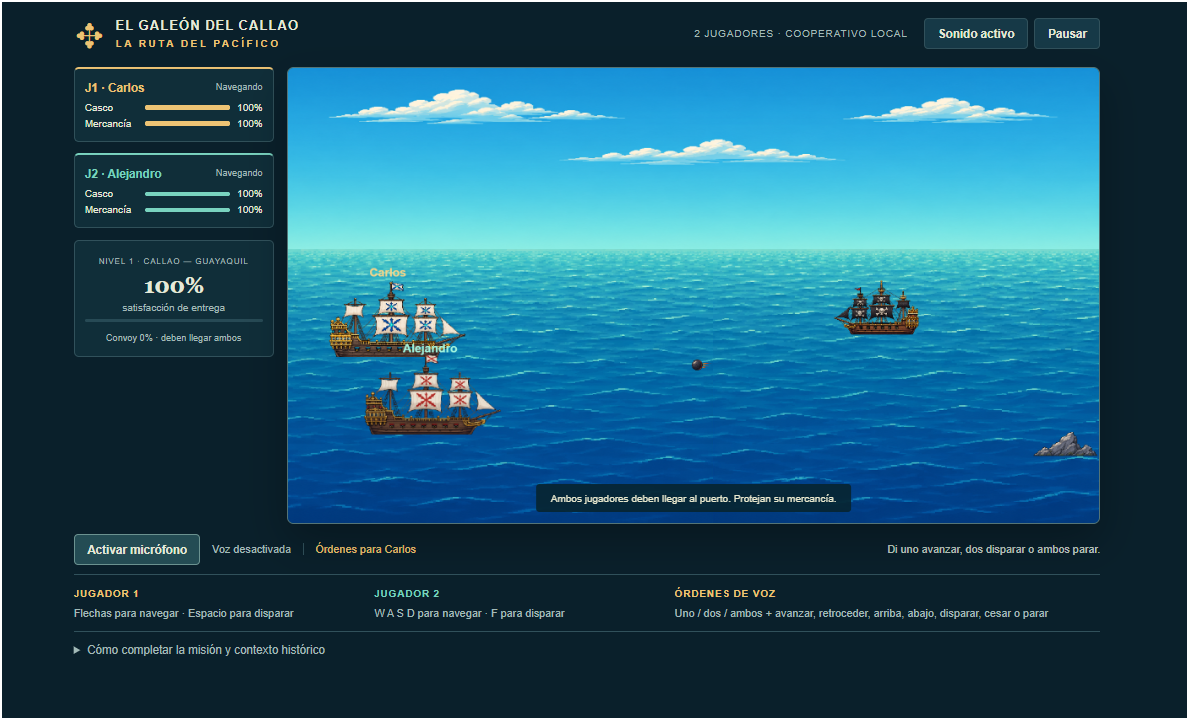 EL GALEÓN DEL CALLAO
LA RUTA DEL PACÍFICO
2 JUGADORES · COOPERATIVO LOCAL
Sonido activo
Pausar
J1 · Carlos
Navegando
Casco
100%
Mercancía
100%
J2 · Alejandro
Navegando
Casco
100%
Mercancía
100%
NIVEL 1 · CALLAO — GUAYAQUIL
100%
satisfacción de entrega
Convoy 0% · deben llegar ambos
Carlos
Alejandro
Ambos jugadores deben llegar al puerto. Protejan su mercancía.
Activar micrófono
Voz desactivada
Órdenes para Carlos
Di uno avanzar, dos disparar o ambos parar.
JUGADOR 1
Flechas para navegar · Espacio para disparar
JUGADOR 2
W A S D para navegar · F para disparar
ÓRDENES DE VOZ
Uno / dos / ambos + avanzar, retroceder, arriba, abajo, disparar, cesar o parar
Cómo completar la misión y contexto histórico